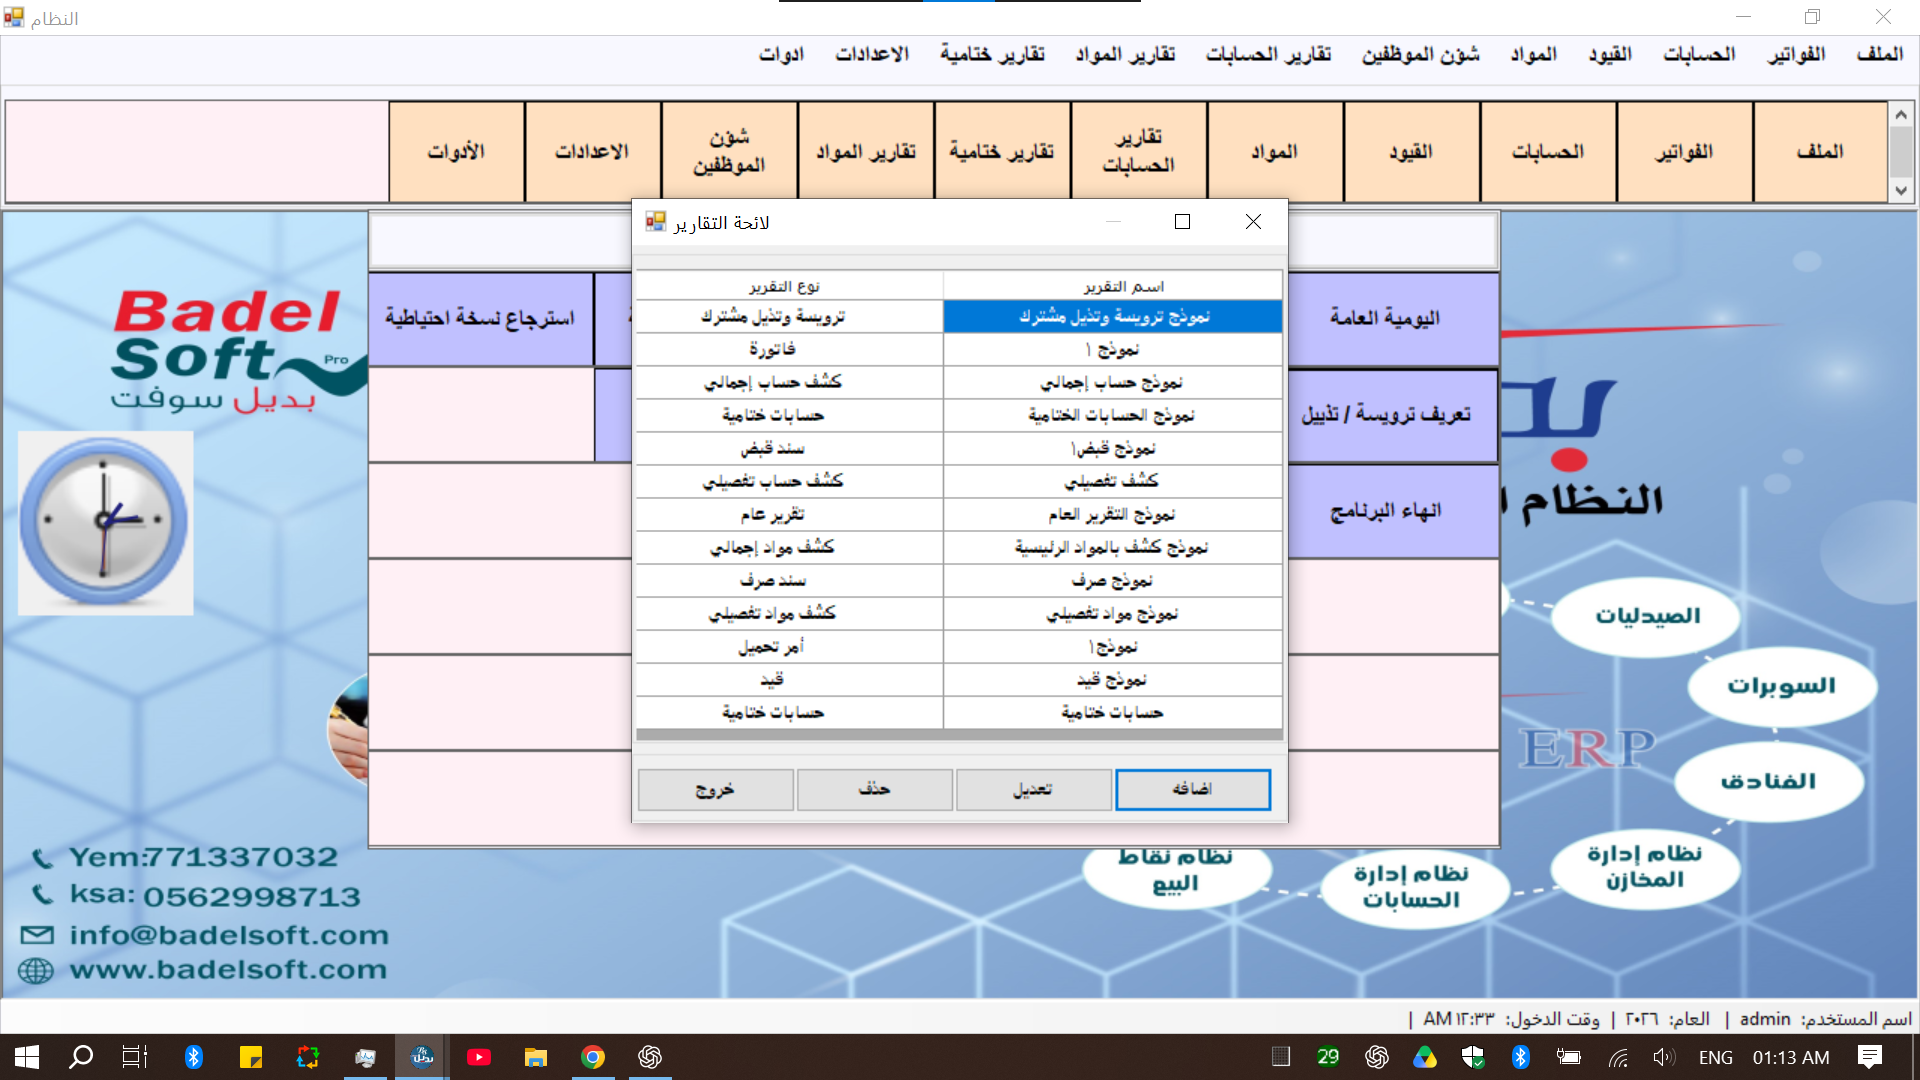 النظام
الملف الفواتير الحسابات القيود المواد شؤن الموظفين تقارير الحسابات تقارير المواد تقارير ختامية الاعدادات ادوات
الملف
الفواتير
الحسابات
القيود
المواد
تقارير
الحسابات
تقارير ختامية
تقارير المواد
شؤن
الموظفين
الاعدادات
الأدوات
اليومية العامة
استرجاع نسخة احتياطية
تعريف ترويسة / تذييل
انهاء البرنامج
لائحة التقارير
اسم التقرير نوع التقرير
نموذج ترويسة وتذيل مشترك ترويسة وتذيل مشترك
نموذج ١ فاتورة
نموذج حساب إجمالي كشف حساب إجمالي
نموذج الحسابات الختامية حسابات ختامية
نموذج قبض١ سند قبض
كشف تفصيلي كشف حساب تفصيلي
نموذج التقرير العام تقرير عام
نموذج كشف بالمواد الرئيسية كشف مواد إجمالي
نموذج صرف سند صرف
نموذج مواد تفصيلي كشف مواد تفصيلي
نموذج١ أمر تحميل
نموذج قيد قيد
حسابات ختامية حسابات ختامية
اضافه تعديل حذف خروج
Badel
Soft Pro
بديل سوفت
Yem:771337032
ksa: 0562998713
info@badelsoft.com
www.badelsoft.com
النظام
الصيدليات
السوبرات
ERP
الفنادق
نظام إدارة
المخازن
نظام إدارة
الحسابات
نظام نقاط
البيع
اسم المستخدم: admin | العام: ٢٠٢٦ | وقت الدخول: ١٢:٣٣ AM |
29
ENG
01:13 AM